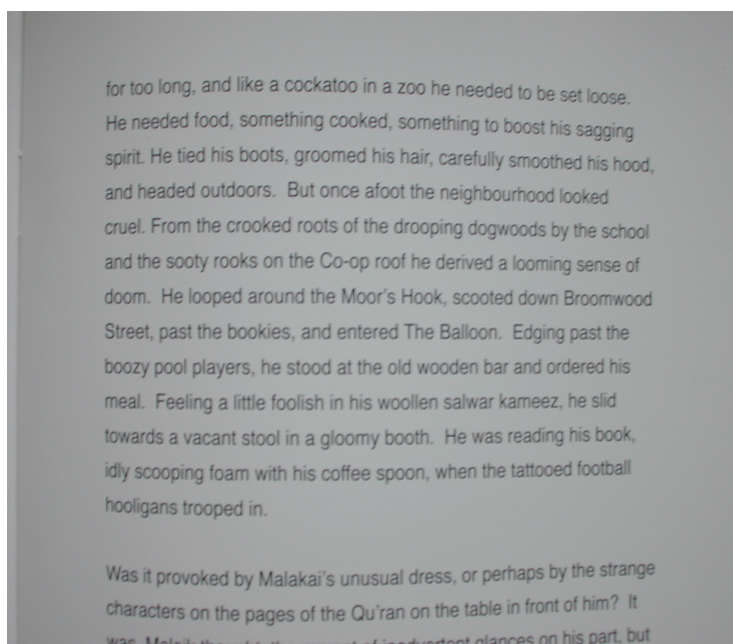 for too long, and like a cockatoo in a zoo he needed to be set loose.
He needed food, something cooked, something to boost his sagging
spirit. He tied his boots, groomed his hair, carefully smoothed his hood,
and headed outdoors.  But once afoot the neighbourhood looked
cruel. From the crooked roots of the drooping dogwoods by the school
and the sooty rooks on the Co-op roof he derived a looming sense of
doom.  He looped around the Moor's Hook, scooted down Broomwood
Street, past the bookies, and entered The Balloon.  Edging past the
boozy pool players, he stood at the old wooden bar and ordered his
meal.  Feeling a little foolish in his woollen salwar kameez, he slid
towards a vacant stool in a gloomy booth.  He was reading his book,
idly scooping foam with his coffee spoon, when the tattooed football
hooligans trooped in.
Was it provoked by Malakai's unusual dress, or perhaps by the strange
characters on the pages of the Qu'ran on the table in front of him?  It
glances on his part, but